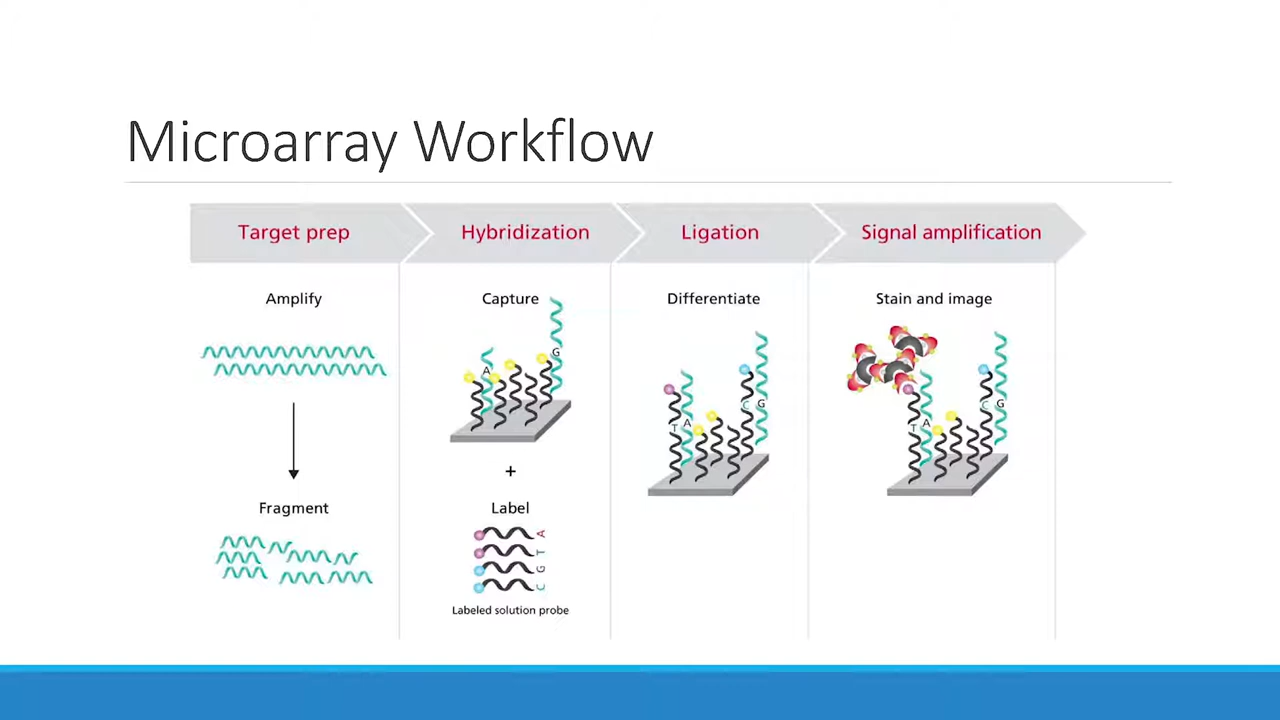 Microarray Workflow
Target prep
Hybridization
Ligation
Signal amplification
Amplify
Fragment
Capture
A
G
+
Label
A
T
G
C
Labeled solution probe
Differentiate
C G
T A
Stain and image
C G
T A